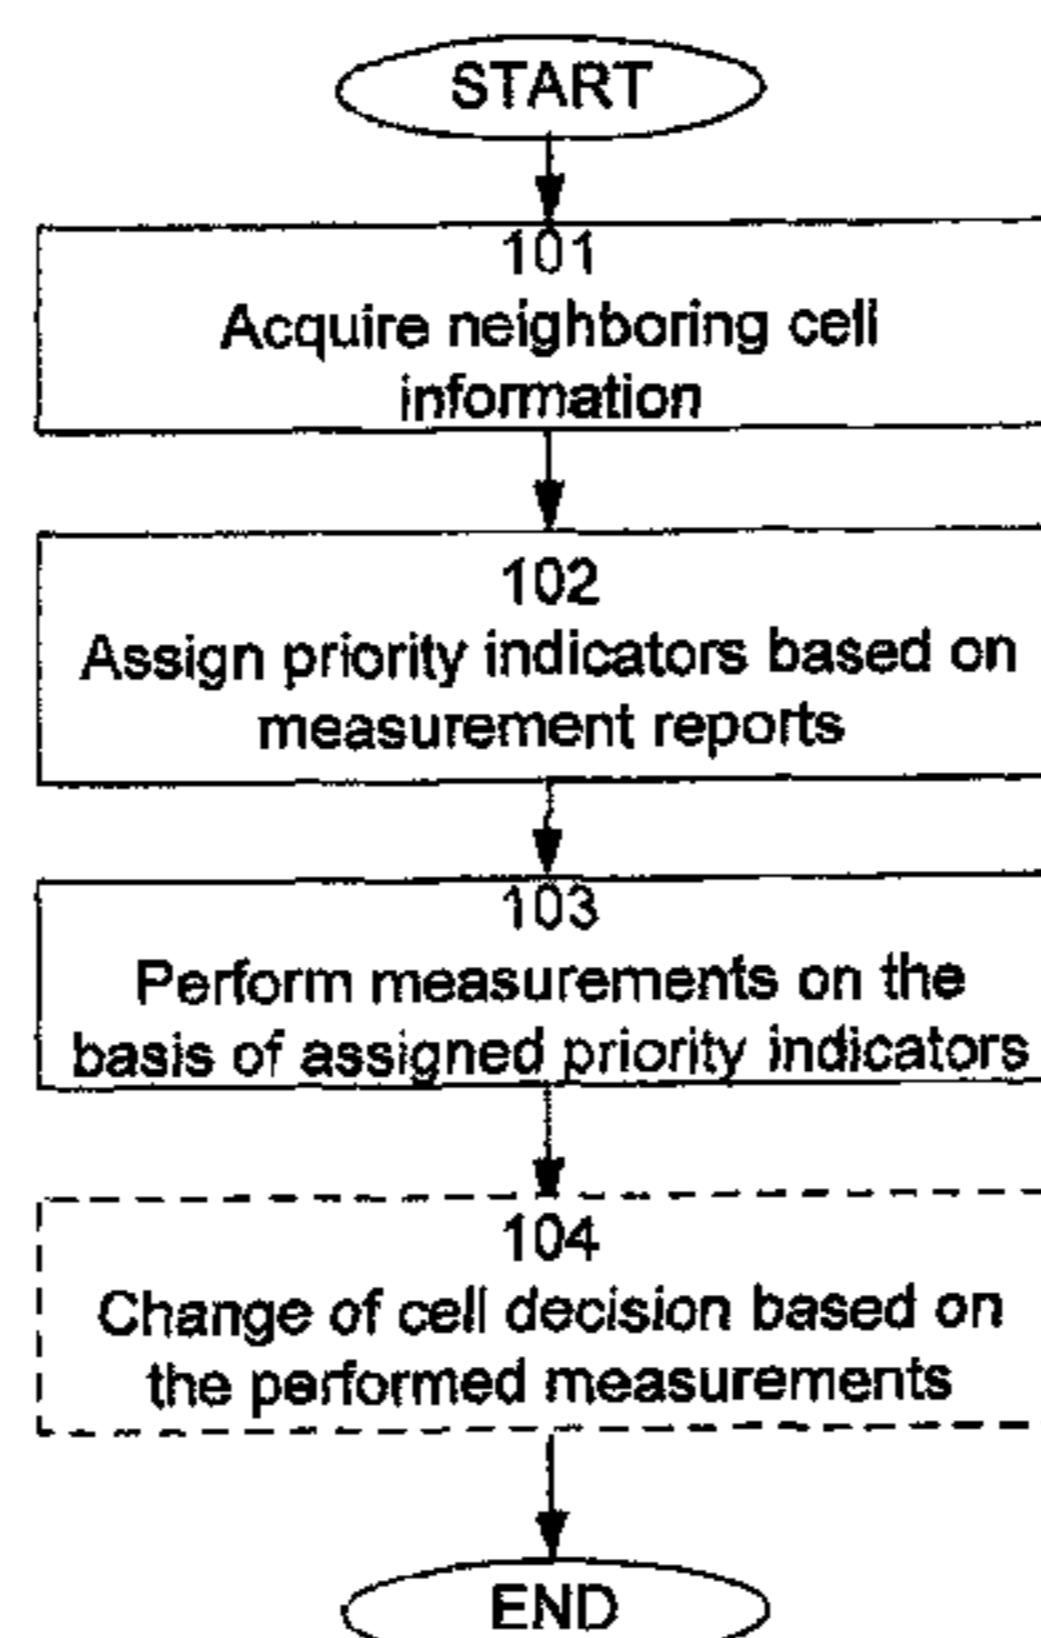 START
101
Acquire neighboring cell
information
102
Assign priority indicators based on
measurement reports
103
Perform measurements on the
basis of assigned priority indicators
104
Change of cell decision based on
the performed measurements
END